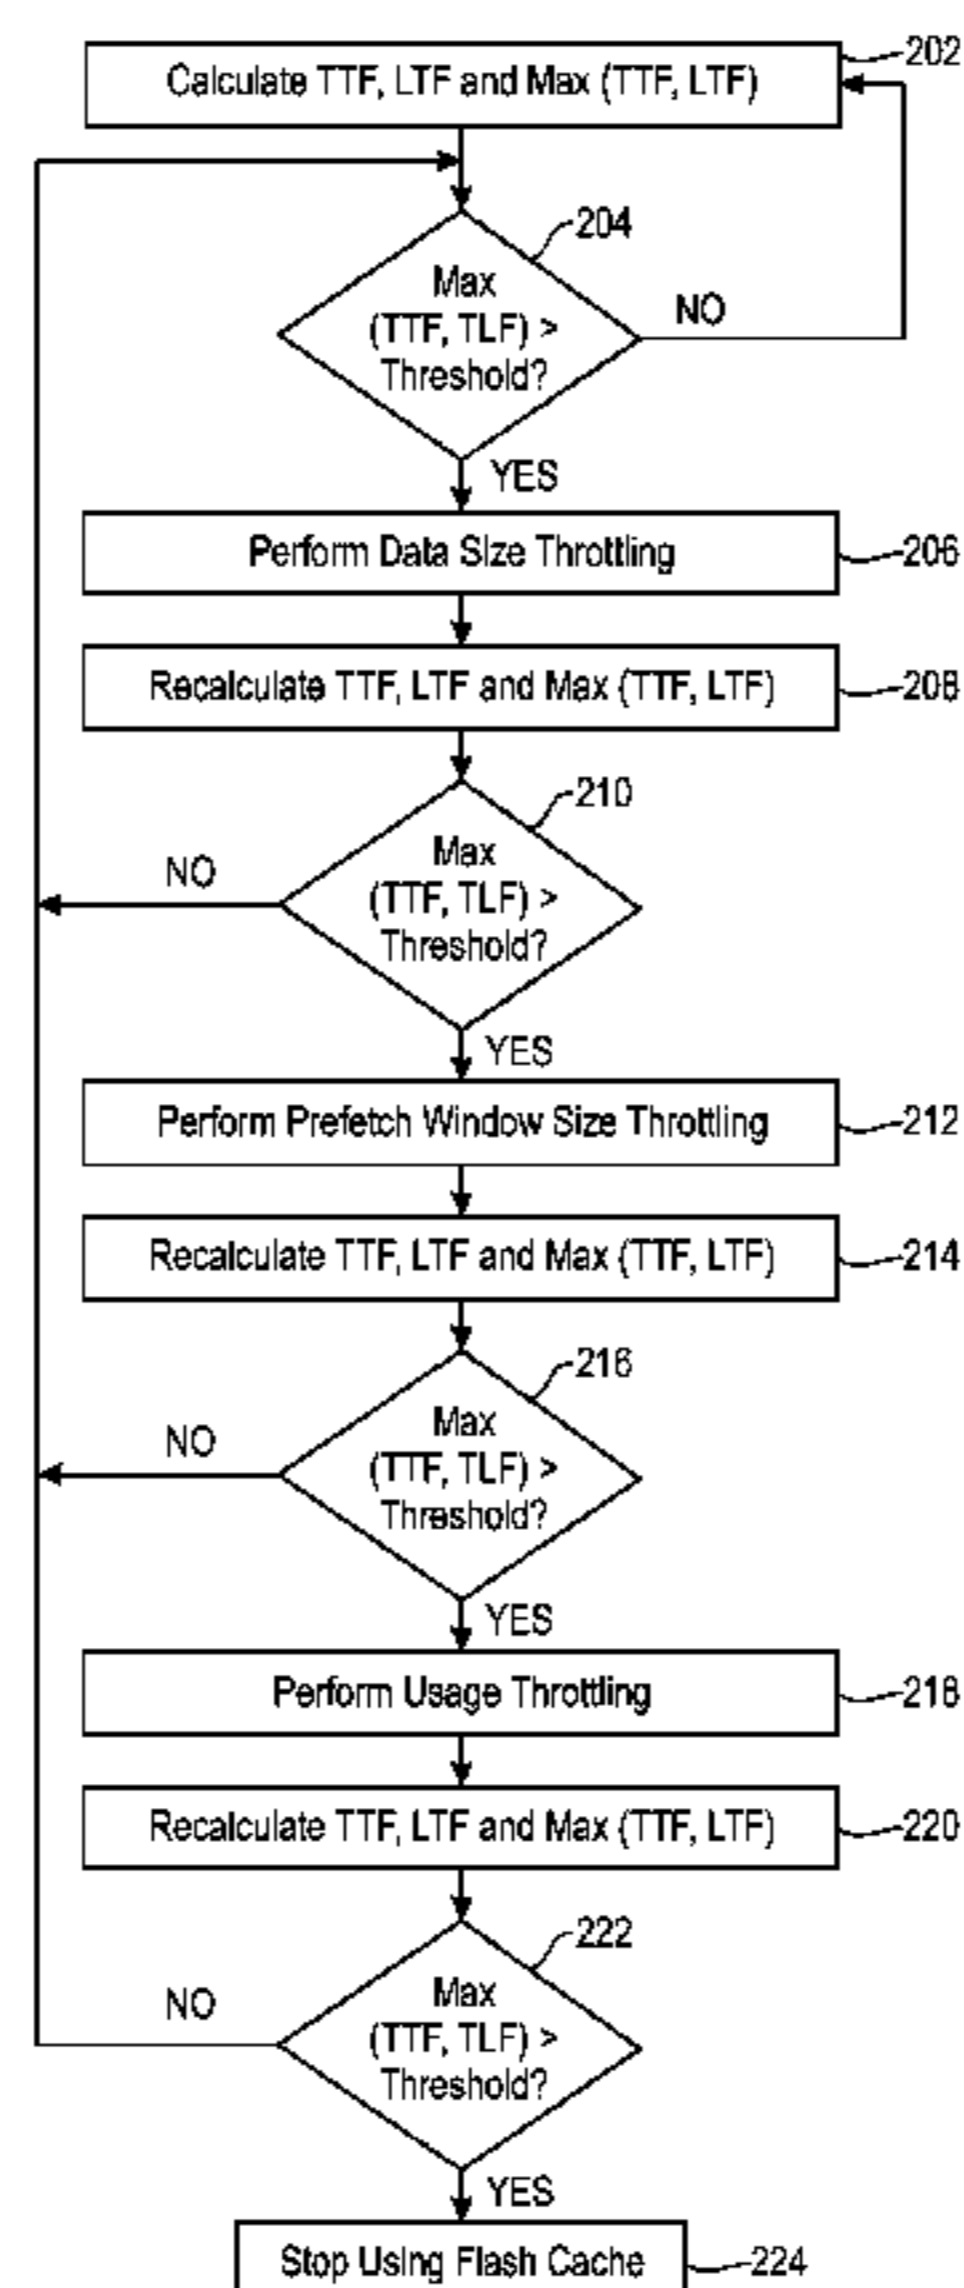 Calculate TTF, LTF and Max (TTF, LTF)
202
204
Max
(TTF, TLF) >
Threshold?
NO
YES
Perform Data Size Throttling
206
Recalculate TTF, LTF and Max (TTF, LTF)
208
210
Max
(TTF, TLF) >
Threshold?
NO
YES
Perform Prefetch Window Size Throttling
212
Recalculate TTF, LTF and Max (TTF, LTF)
214
216
Max
(TTF, TLF) >
Threshold?
NO
YES
Perform Usage Throttling
218
Recalculate TTF, LTF and Max (TTF, LTF)
220
222
Max
(TTF, TLF) >
Threshold?
NO
YES
Stop Using Flash Cache
224